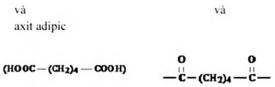 và và
axit adipic
(HOOC—(CH₂)₄—COOH)
O O
—C—(CH₂)₄—C—